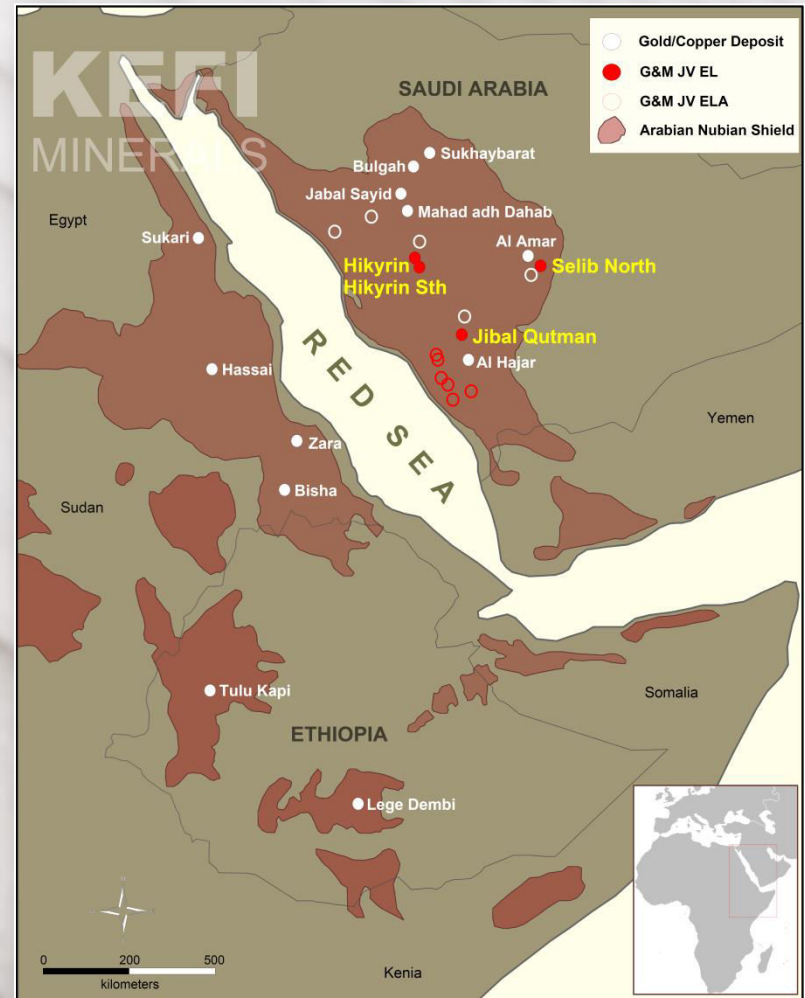 KEFI
MINERALS
Gold/Copper Deposit
G&M JV EL
G&M JV ELA
Arabian Nubian Shield
SAUDI ARABIA
Sukhaybarat
Bulgah
Jabal Sayid
Mahad adh Dahab
Egypt
Sukari
Al Amar
Hikyrin
Selib North
Hikyrin Sth
Jibal Qutman
Al Hajar
Hassai
RED SEA
Yemen
Zara
Bisha
Sudan
Tulu Kapi
Somalia
ETHIOPIA
Lege Dembi
0 200 500
kilometers
Kenia